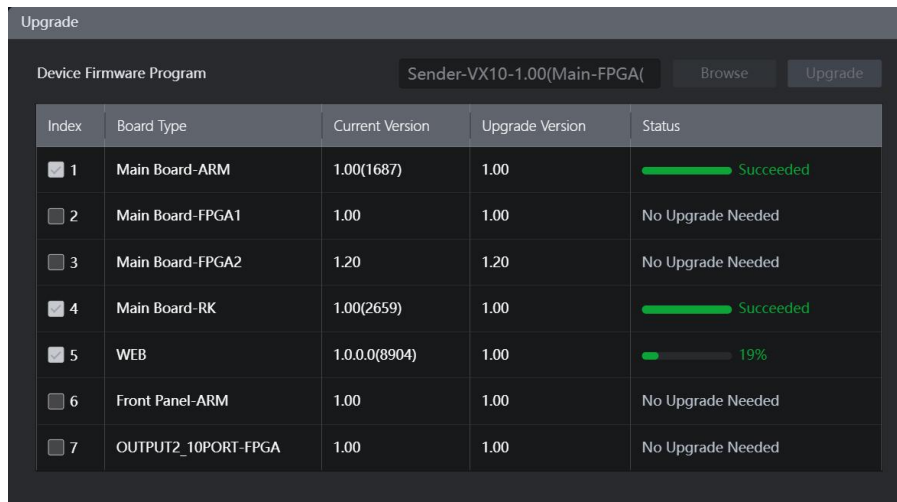 Upgrade
Device Firmware Program Sender-VX10-1.00(Main-FPGA( Browse Upgrade
Index Board Type Current Version Upgrade Version Status
1 Main Board-ARM 1.00(1687) 1.00 Succeeded
2 Main Board-FPGA1 1.00 1.00 No Upgrade Needed
3 Main Board-FPGA2 1.20 1.20 No Upgrade Needed
4 Main Board-RK 1.00(2659) 1.00 Succeeded
5 WEB 1.0.0.0(8904) 1.00 19%
6 Front Panel-ARM 1.00 1.00 No Upgrade Needed
7 OUTPUT2_10PORT-FPGA 1.00 1.00 No Upgrade Needed